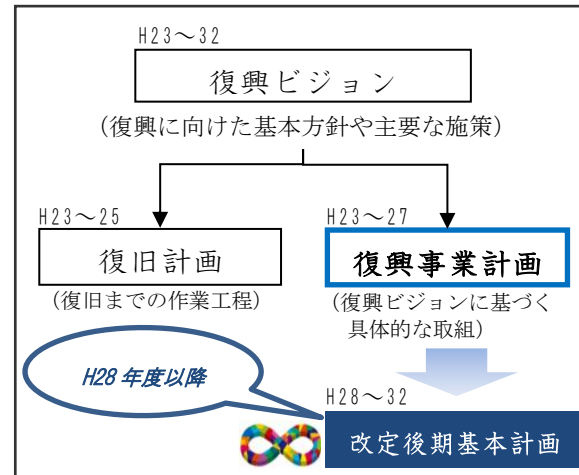 H23～32
復興ビジョン
(復興に向けた基本方針や主要な施策)
H23～25
復旧計画
(復旧までの作業工程)
H23～27
復興事業計画
(復興ビジョンに基づく
具体的な取組)
H28年度以降
H28～32
改定後期基本計画